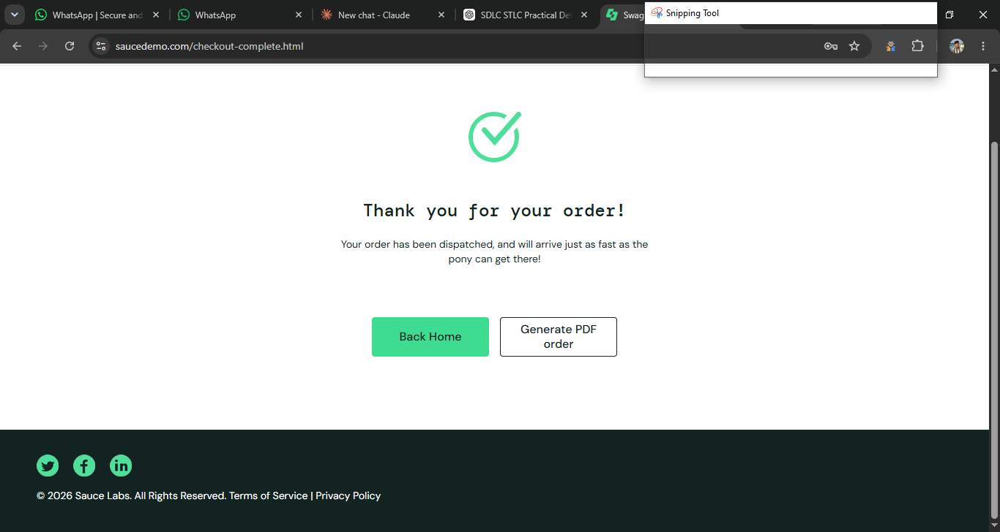 WhatsApp | Secure and
WhatsApp
New chat - Claude
SDLC STLC Practical De
Swag
Snipping Tool
saucedemo.com/checkout-complete.html
Thank you for your order!
Your order has been dispatched, and will arrive just as fast as the
pony can get there!
Back Home
Generate PDF
order
© 2026 Sauce Labs. All Rights Reserved. Terms of Service | Privacy Policy